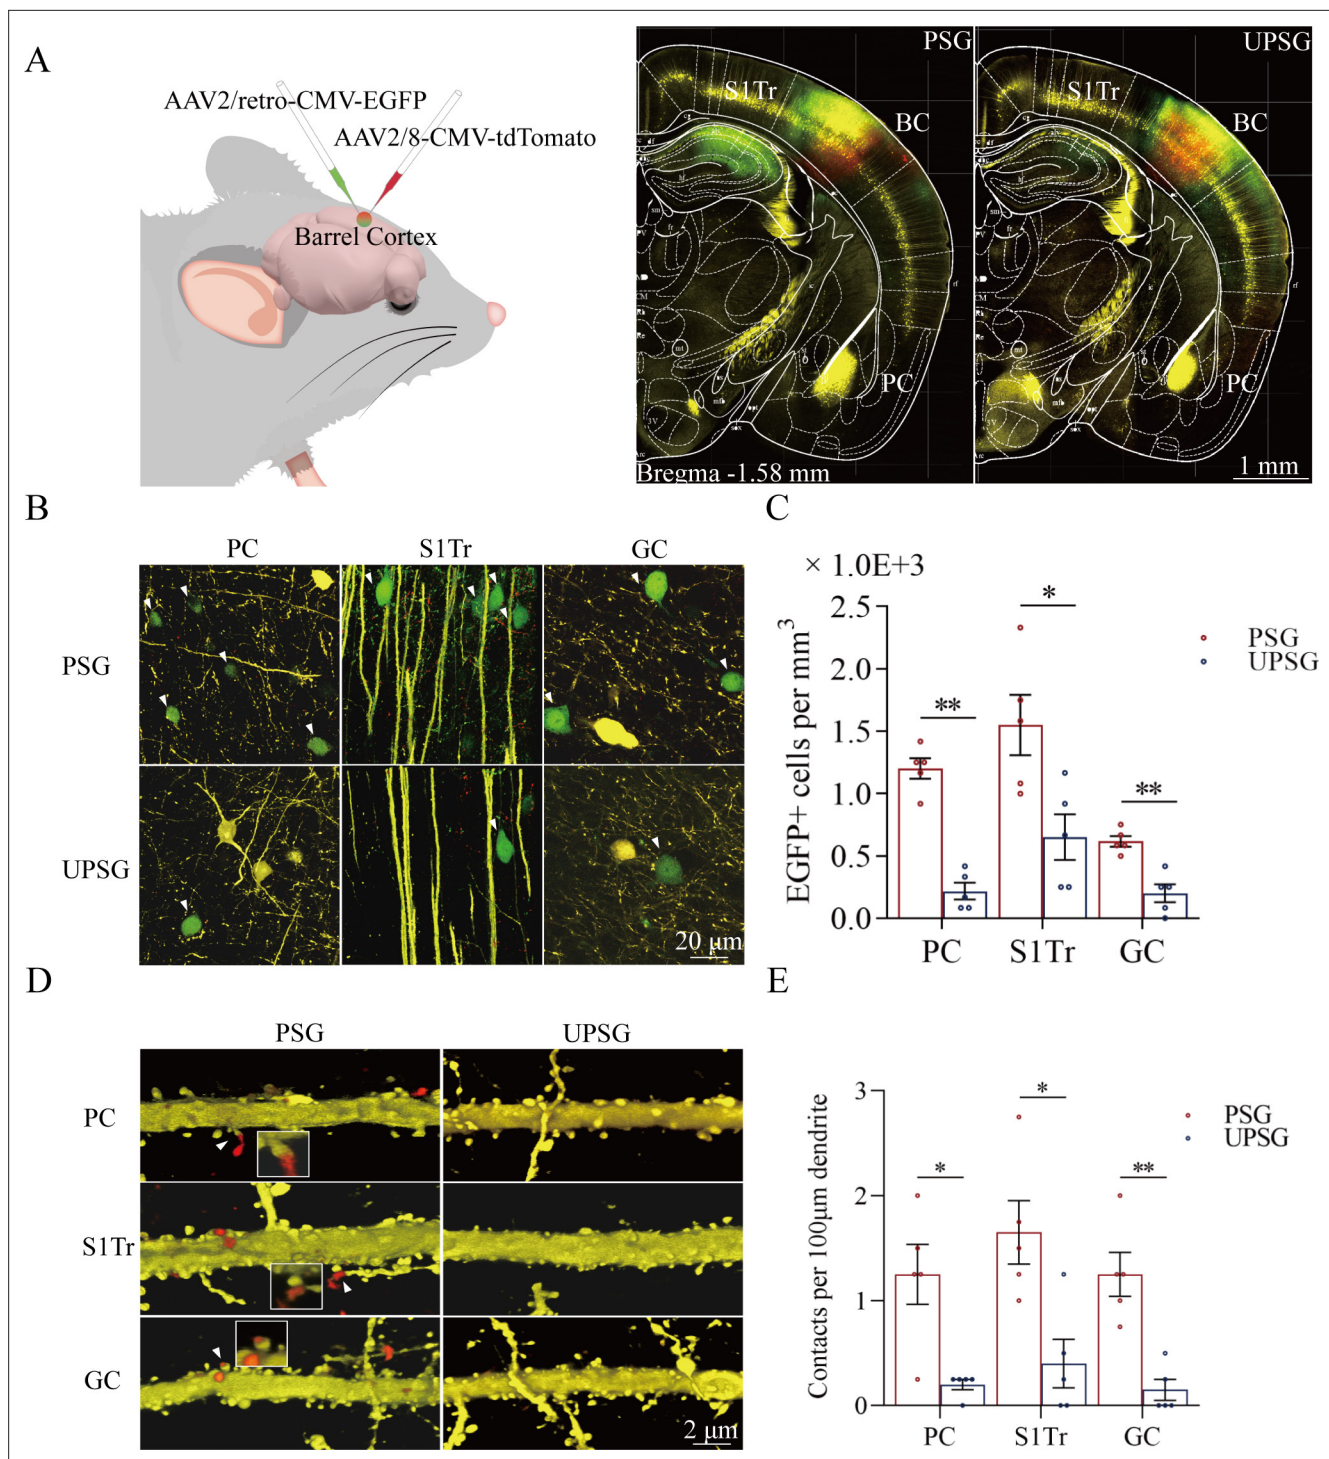 A
AAV2/retro-CMV-EGFP
AAV2/8-CMV-tdTomato
Barrel Cortex
PSG
S1Tr
BC
PC
Bregma -1.58 mm
UPSG
S1Tr
BC
PC
1 mm
B
PC S1Tr GC
PSG
UPSG
20 μm
C
× 1.0E+3
EGFP+ cells per mm³
2.5
2.0
1.5
1.0
0.5
0.0
** * **
PC S1Tr GC
PSG
UPSG
D
PSG UPSG
PC
S1Tr
GC
2 μm
E
Contacts per 100μm dendrite
3
2
1
0
* * **
PC S1Tr GC
PSG
UPSG